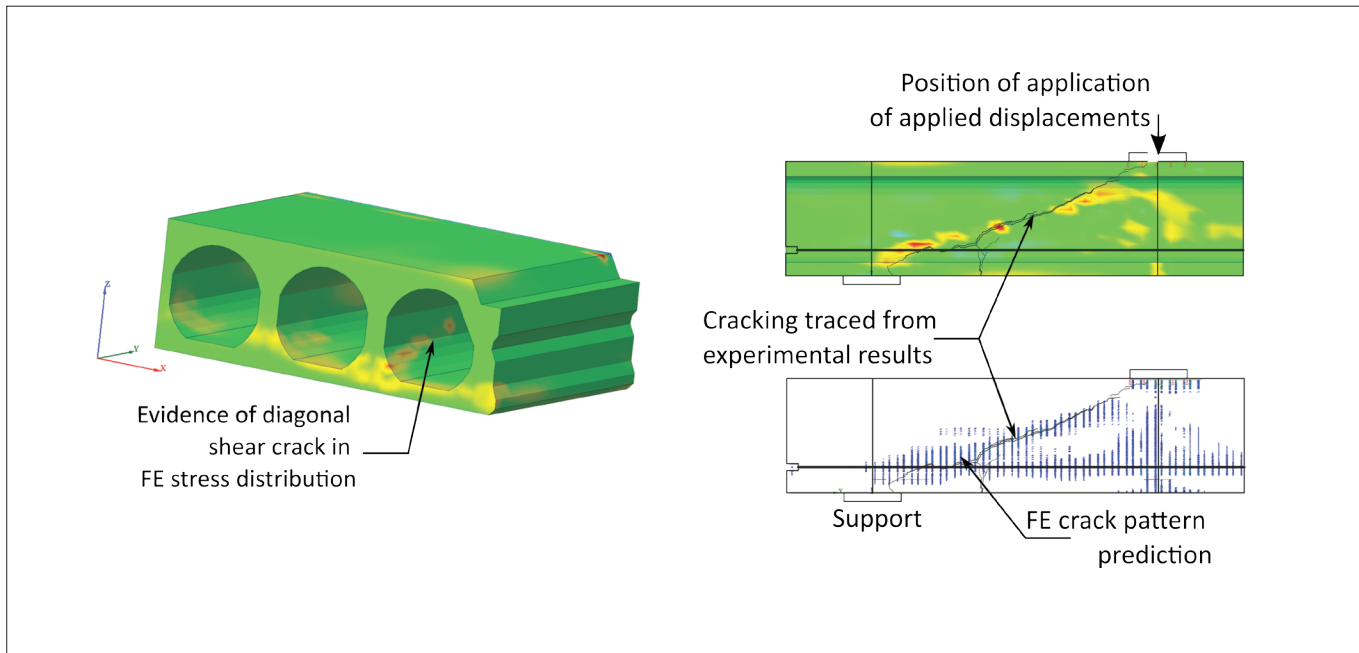 Position of application
of applied displacements
Z
Y
X
Cracking traced from
experimental results
Evidence of diagonal
shear crack in
FE stress distribution
Support
FE crack pattern
prediction